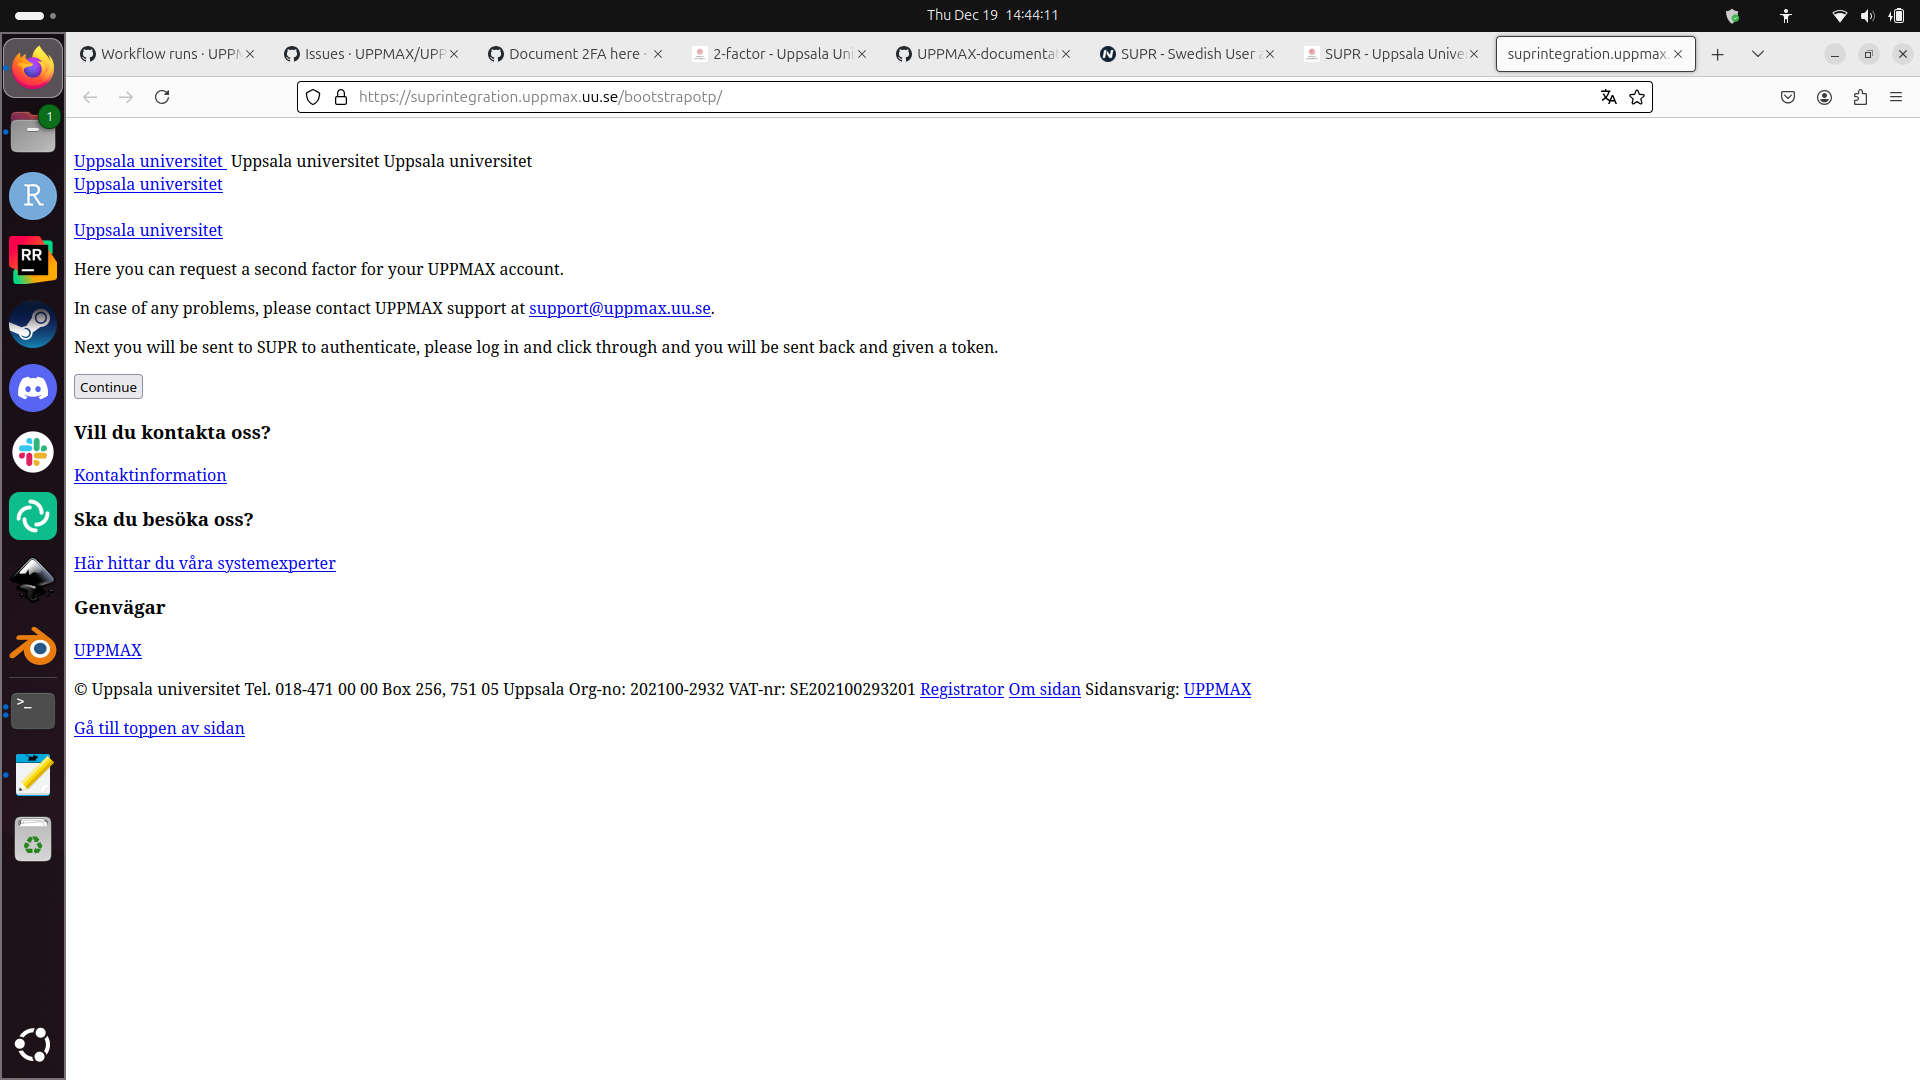 Thu Dec 19 14:44:11
Workflow runs · UPPM
Issues · UPPMAX/UPP
Document 2FA here ·
2-factor - Uppsala Uni
UPPMAX-documentat
SUPR - Swedish User a
SUPR - Uppsala Univer
suprintegration.uppmax.
https://suprintegration.uppmax.uu.se/bootstrapotp/
1
R
RR
>_
Uppsala universitet Uppsala universitet Uppsala universitet
Uppsala universitet
Uppsala universitet
Here you can request a second factor for your UPPMAX account.
In case of any problems, please contact UPPMAX support at support@uppmax.uu.se.
Next you will be sent to SUPR to authenticate, please log in and click through and you will be sent back and given a token.
Continue
Vill du kontakta oss?
Kontaktinformation
Ska du besöka oss?
Här hittar du våra systemexperter
Genvägar
UPPMAX
© Uppsala universitet Tel. 018-471 00 00 Box 256, 751 05 Uppsala Org-no: 202100-2932 VAT-nr: SE202100293201 Registrator Om sidan Sidansvarig: UPPMAX
Gå till toppen av sidan